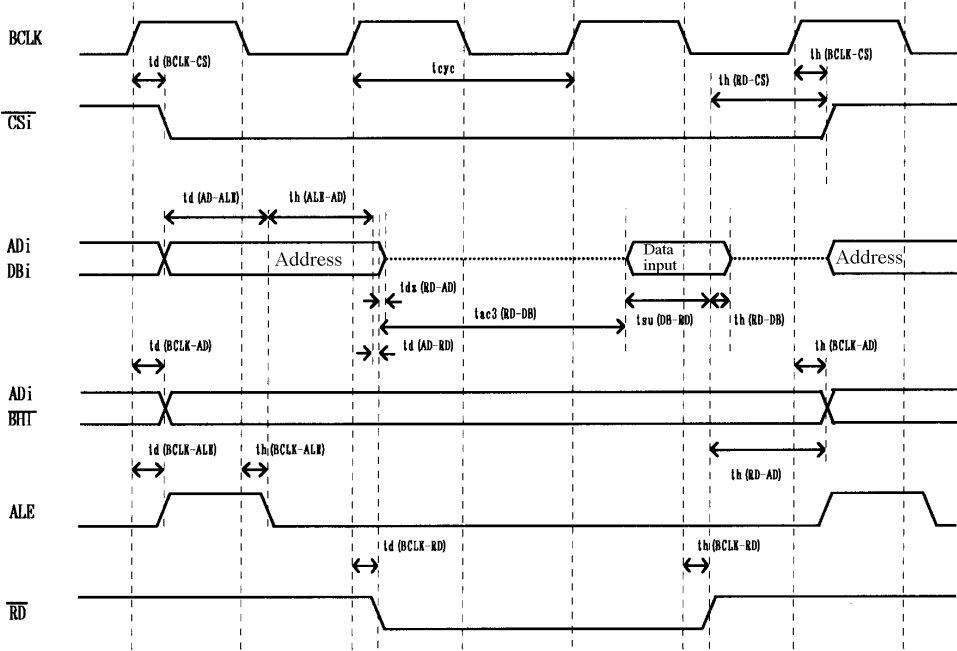 BCLK
td(BCLK-CS)
tcyc
th(BCLK-CS)
th(RD-CS)
CSi
td(AD-ALE)
th(ALE-AD)
ADi
DBi
Address
Data
input
Address
tdz(RD-AD)
tac3(RD-DB)
tsu(DB-RD)
th(RD-DB)
td(BCLK-AD)
td(AD-RD)
th(BCLK-AD)
ADi
BHI
td(BCLK-ALE)
th(BCLK-ALE)
th(RD-AD)
ALE
td(BCLK-RD)
th(BCLK-RD)
RD